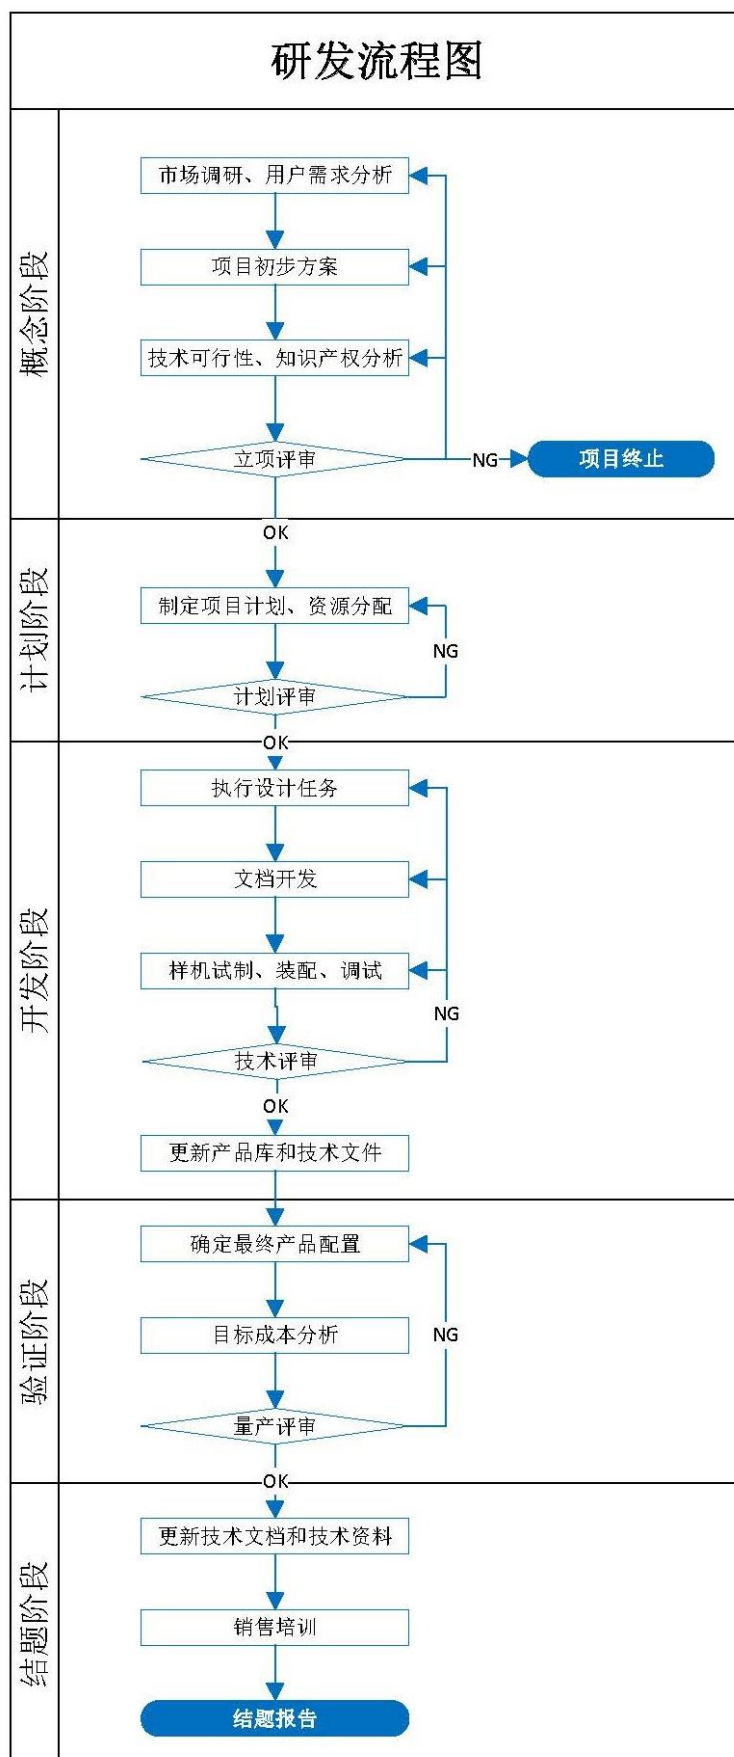 研发流程图
概念阶段
市场调研、用户需求分析
项目初步方案
技术可行性、知识产权分析
立项评审
NG
项目终止
OK
计划阶段
制定项目计划、资源分配
NG
计划评审
OK
开发阶段
执行设计任务
文档开发
样机试制、装配、调试
NG
技术评审
OK
更新产品库和技术文件
验证阶段
确定最终产品配置
目标成本分析
NG
量产评审
OK
结题阶段
更新技术文档和技术资料
销售培训
结题报告